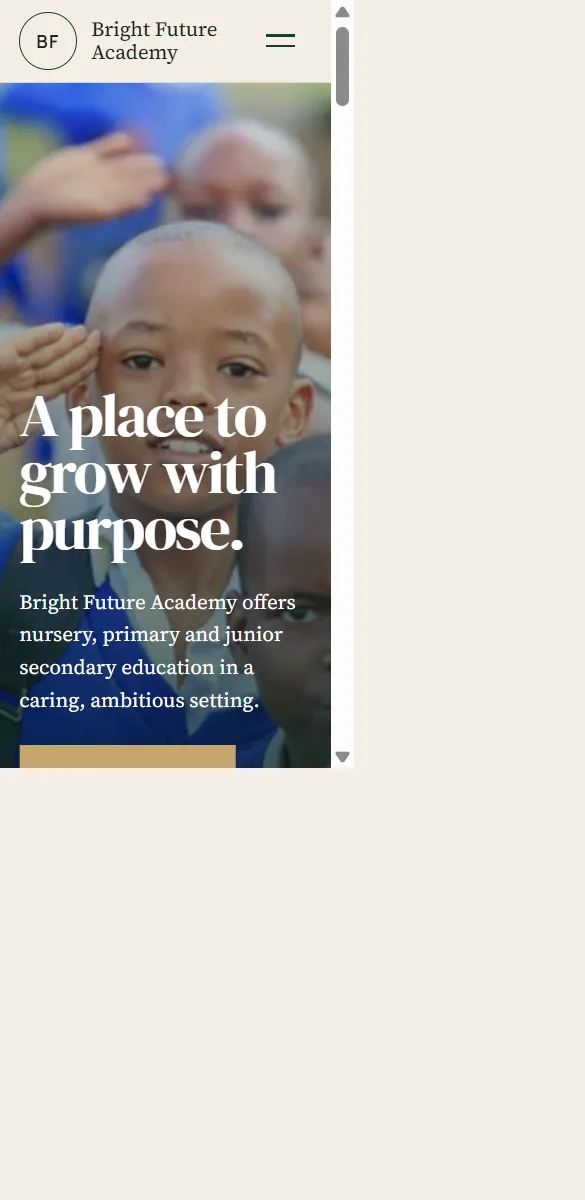 BF
Bright Future
Academy
A place to
grow with
purpose.
Bright Future Academy offers
nursery, primary and junior
secondary education in a
caring, ambitious setting.